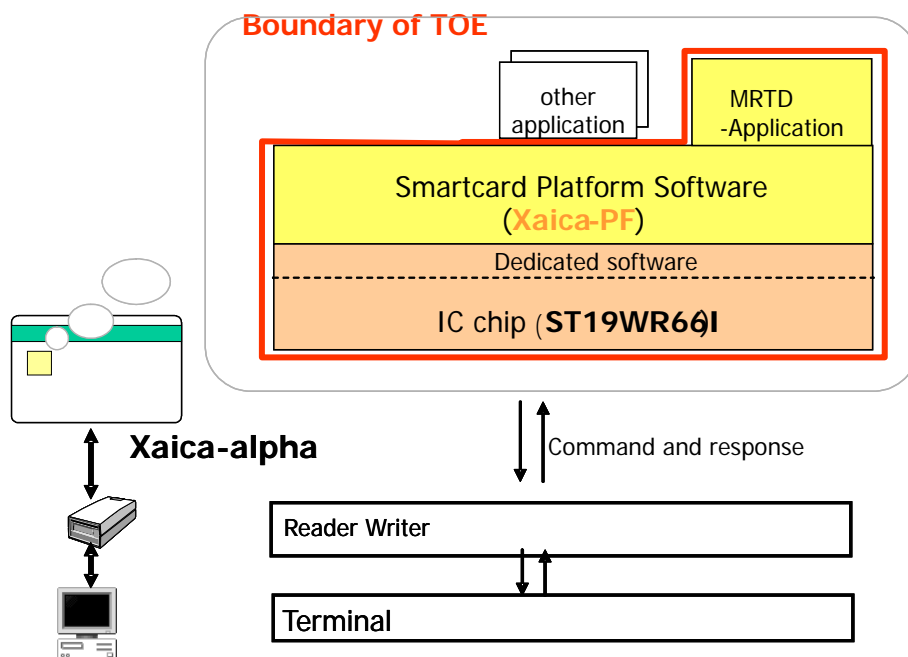 Boundary of TOE
other
application
MRTD
-Application
Smartcard Platform Software
(Xaica-PF)
Dedicated software
IC chip (ST19WR66I)
Xaica-alpha
Command and response
Reader Writer
Terminal